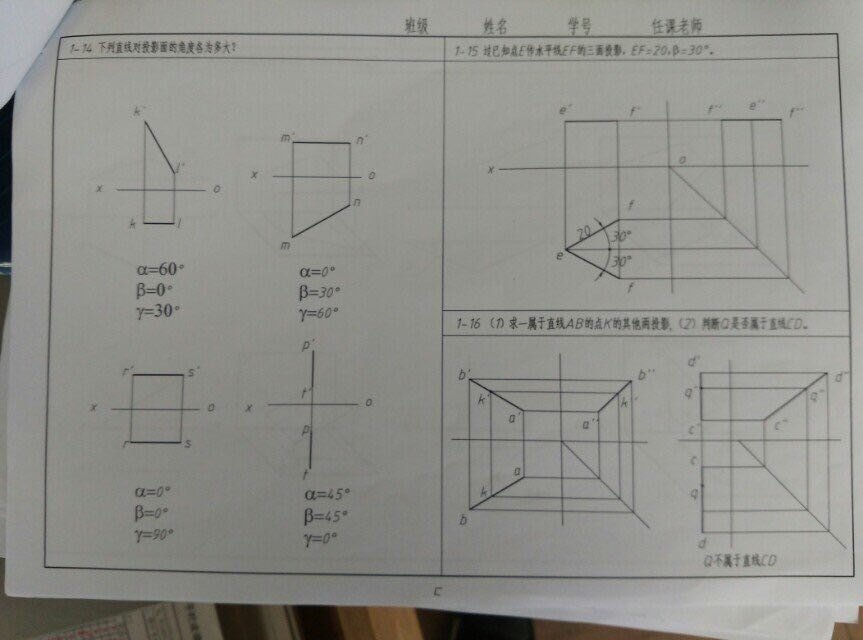 班级 姓名 学号 任课老师
1-14 下列直线对投影面的角度各为多大?
k'
l'
x o
k l
α=60°
β=0°
γ=30°
m' n'
x o
n
m
α=0°
β=30°
γ=60°
r' s'
x o
r s
α=0°
β=0°
γ=90°
p'
t'
x o
p
t
α=45°
β=45°
γ=0°
1-15 过已知点E作水平线EF的三面投影, EF=20,β=30°。
e' f' f'' e'' f''
x o
f
20 30°
e
30°
f
1-16 (1) 求一属于直线AB的点K的其他两投影, (2) 判断Q是否属于直线CD。
b' b''
k' k''
a' a''
a
k
b
d' d''
q' q''
c' c''
c
q
d
Q不属于直线CD
5